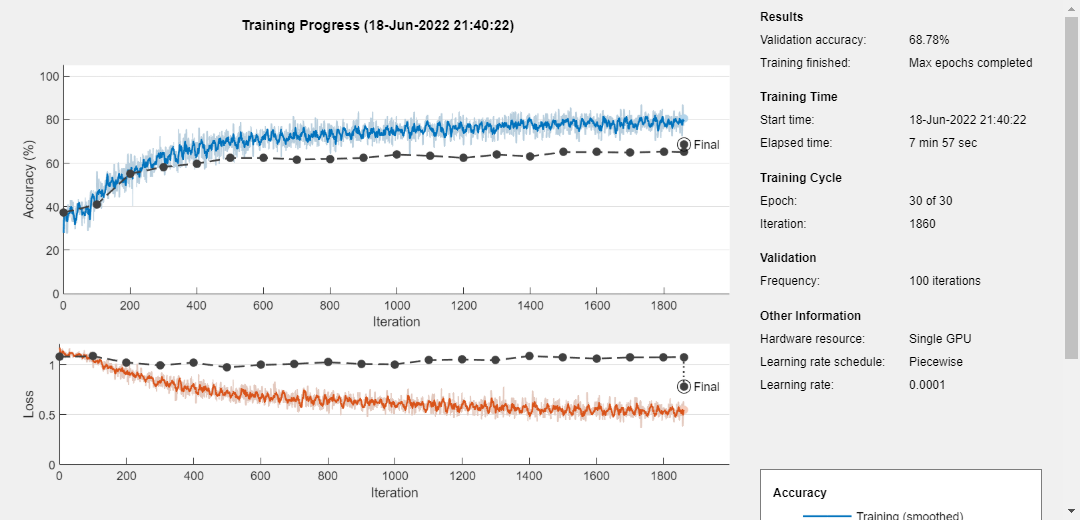 Training Progress (18-Jun-2022 21:40:22)
100
80
60
40
20
0
Accuracy (%)
0 200 400 600 800 1000 1200 1400 1600 1800
Iteration
Final
1
0.5
0
Loss
0 200 400 600 800 1000 1200 1400 1600 1800
Iteration
Final
Results
Validation accuracy: 68.78%
Training finished: Max epochs completed
Training Time
Start time: 18-Jun-2022 21:40:22
Elapsed time: 7 min 57 sec
Training Cycle
Epoch: 30 of 30
Iteration: 1860
Validation
Frequency: 100 iterations
Other Information
Hardware resource: Single GPU
Learning rate schedule: Piecewise
Learning rate: 0.0001
Accuracy
Training (smoothed)